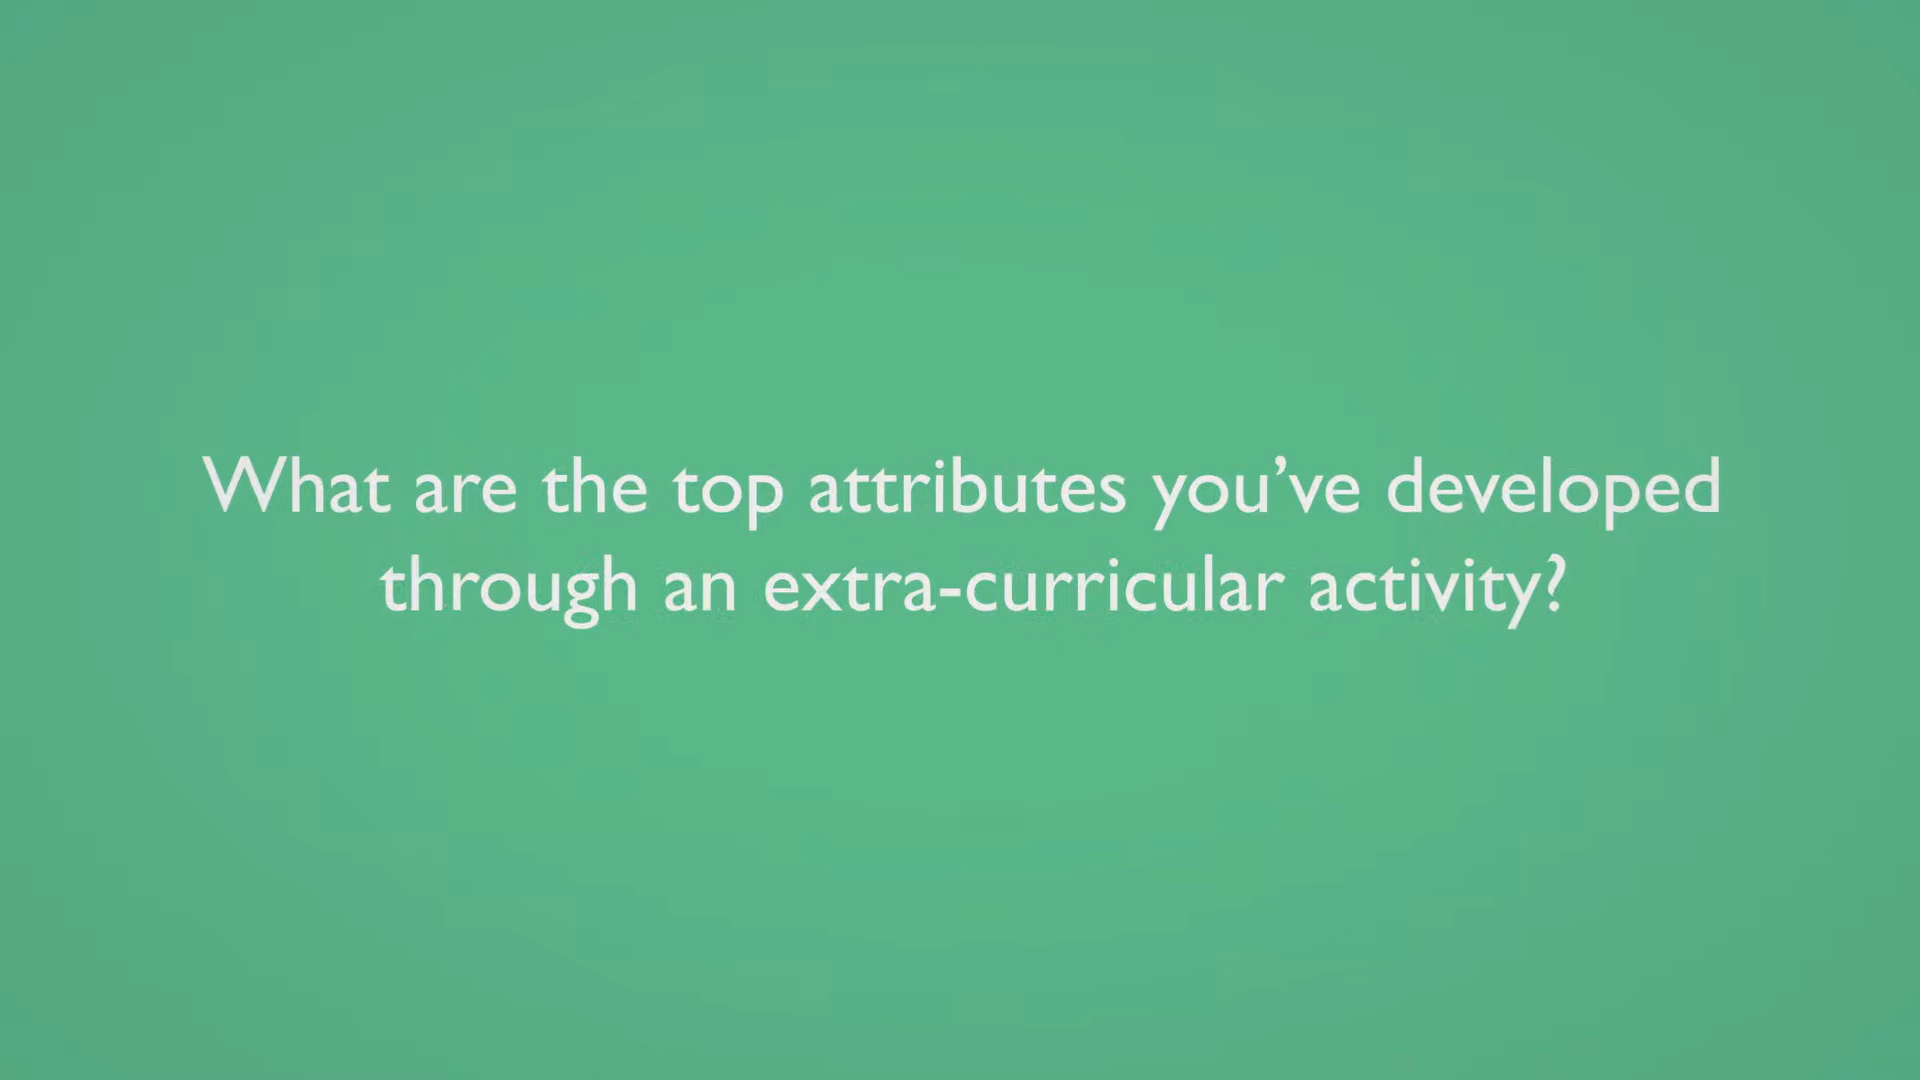 What are the top attributes you’ve developed
through an extra-curricular activity?